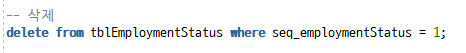 -- 삭제
delete from tblEmploymentStatus where seq_employmentStatus = 1;